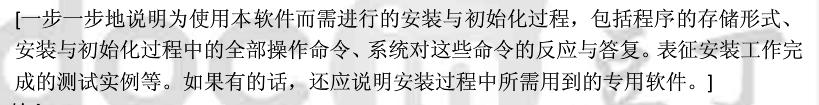 [一步一步地说明为使用本软件而需进行的安装与初始化过程，包括程序的存储形式、
安装与初始化过程中的全部操作命令、系统对这些命令的反应与答复。表征安装工作完
成的测试实例等。如果有的话，还应说明安装过程中所需用到的专用软件。]